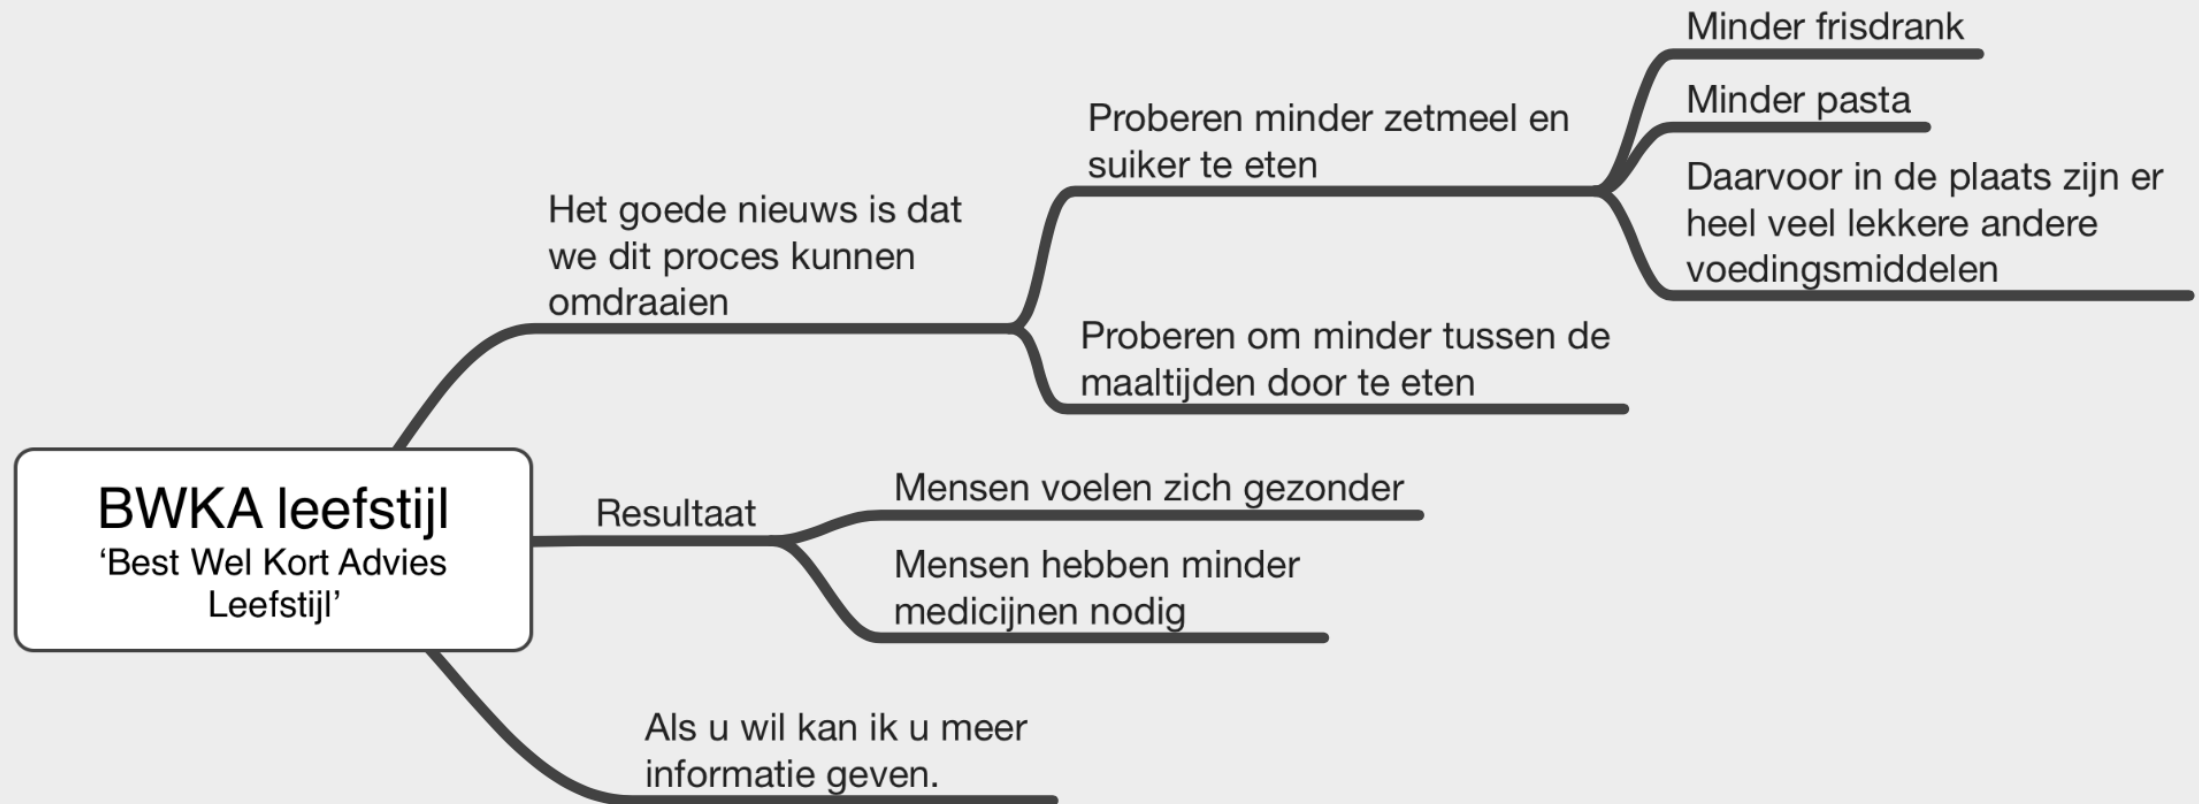 BWKA leefstijl
‘Best Wel Kort Advies
Leefstijl’
Het goede nieuws is dat
we dit proces kunnen
omdraaien
Proberen minder zetmeel en
suiker te eten
Minder frisdrank
Minder pasta
Daarvoor in de plaats zijn er
heel veel lekkere andere
voedingsmiddelen
Proberen om minder tussen de
maaltijden door te eten
Resultaat
Mensen voelen zich gezonder
Mensen hebben minder
medicijnen nodig
Als u wil kan ik u meer
informatie geven.